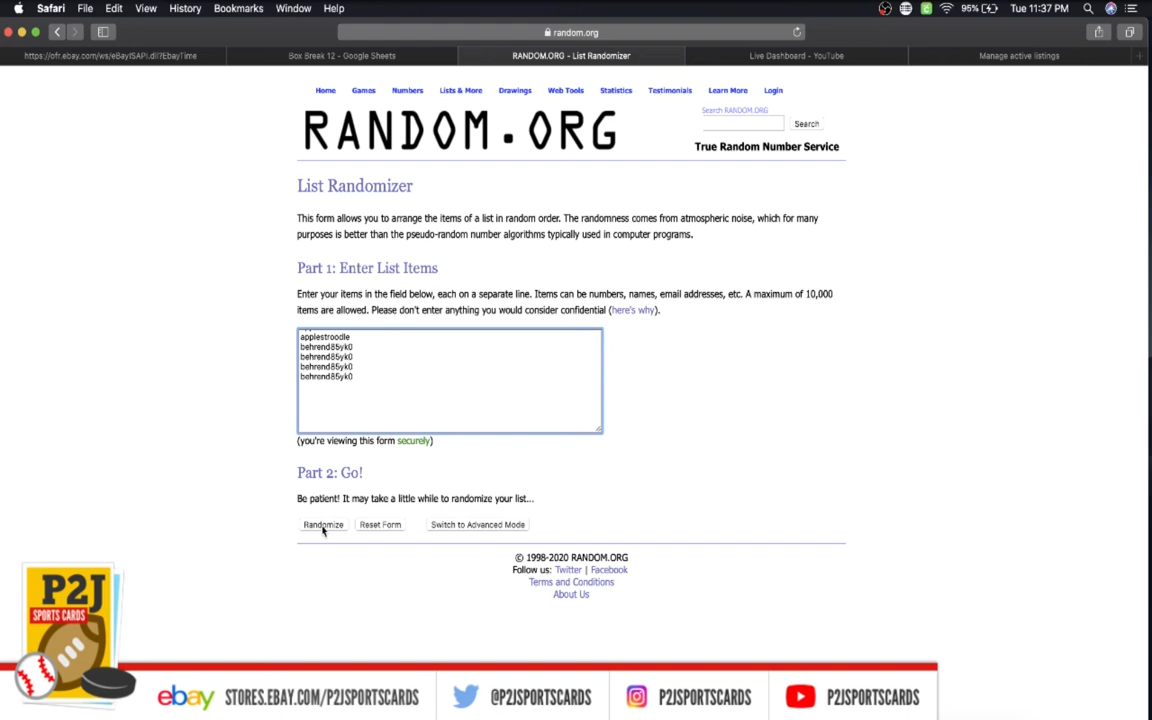 Safari File Edit View History Bookmarks Window Help 95% Tue 11:37 PM
random.org
https://ofr.ebay.com/ws/eBayISAPI.dll?EbayTime Box Break 12 - Google Sheets RANDOM.ORG - List Randomizer Live Dashboard - YouTube Manage active listings
Home Games Numbers Lists & More Drawings Web Tools Statistics Testimonials Learn More Login
Search RANDOM.ORG
RANDOM.ORG
Search
True Random Number Service
List Randomizer
This form allows you to arrange the items of a list in random order. The randomness comes from atmospheric noise, which for many
purposes is better than the pseudo-random number algorithms typically used in computer programs.
Part 1: Enter List Items
Enter your items in the field below, each on a separate line. Items can be numbers, names, email addresses, etc. A maximum of 10,000
items are allowed. Please don't enter anything you would consider confidential (here's why).
applestroodle
behrend85yk0
behrend85yk0
behrend85yk0
behrend85yk0
(you're viewing this form securely)
Part 2: Go!
Be patient! It may take a little while to randomize your list...
Randomize Reset Form Switch to Advanced Mode
© 1998-2020 RANDOM.ORG
Follow us: Twitter | Facebook
Terms and Conditions
About Us
P2J
SPORTS CARDS
ebay STORES.EBAY.COM/P2JSPORTSCARDS @P2JSPORTSCARDS P2JSPORTSCARDS P2JSPORTSCARDS